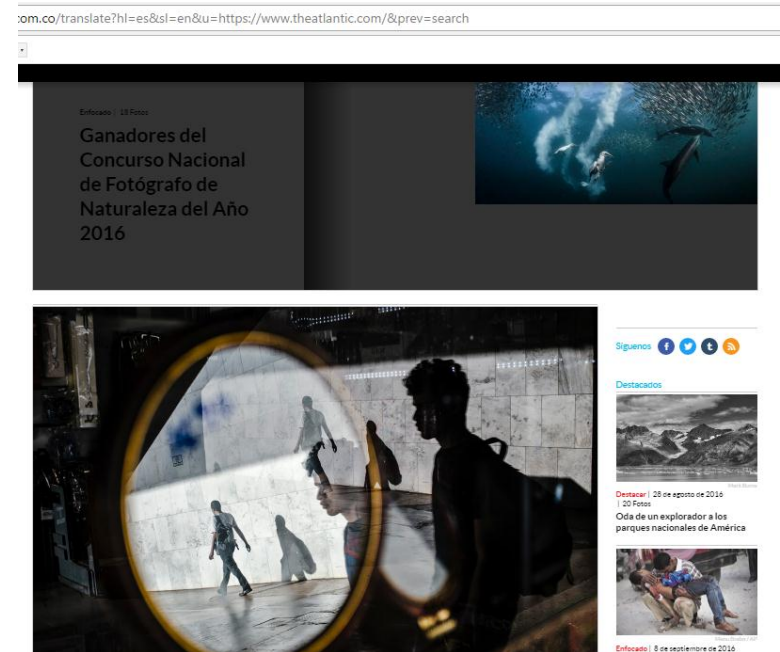 com.co/translate?hl=es&sl=en&u=https://www.theatlantic.com/&prev=search
Enfocado | 18 Fotos
Ganadores del
Concurso Nacional
de Fotógrafo de
Naturaleza del Año
2016
Síguenos
Destacados
Destacar | 28 de agosto de 2016
| 20 Fotos
Oda de un explorador a los
parques nacionales de América
Enfocado | 8 de septiembre de 2016